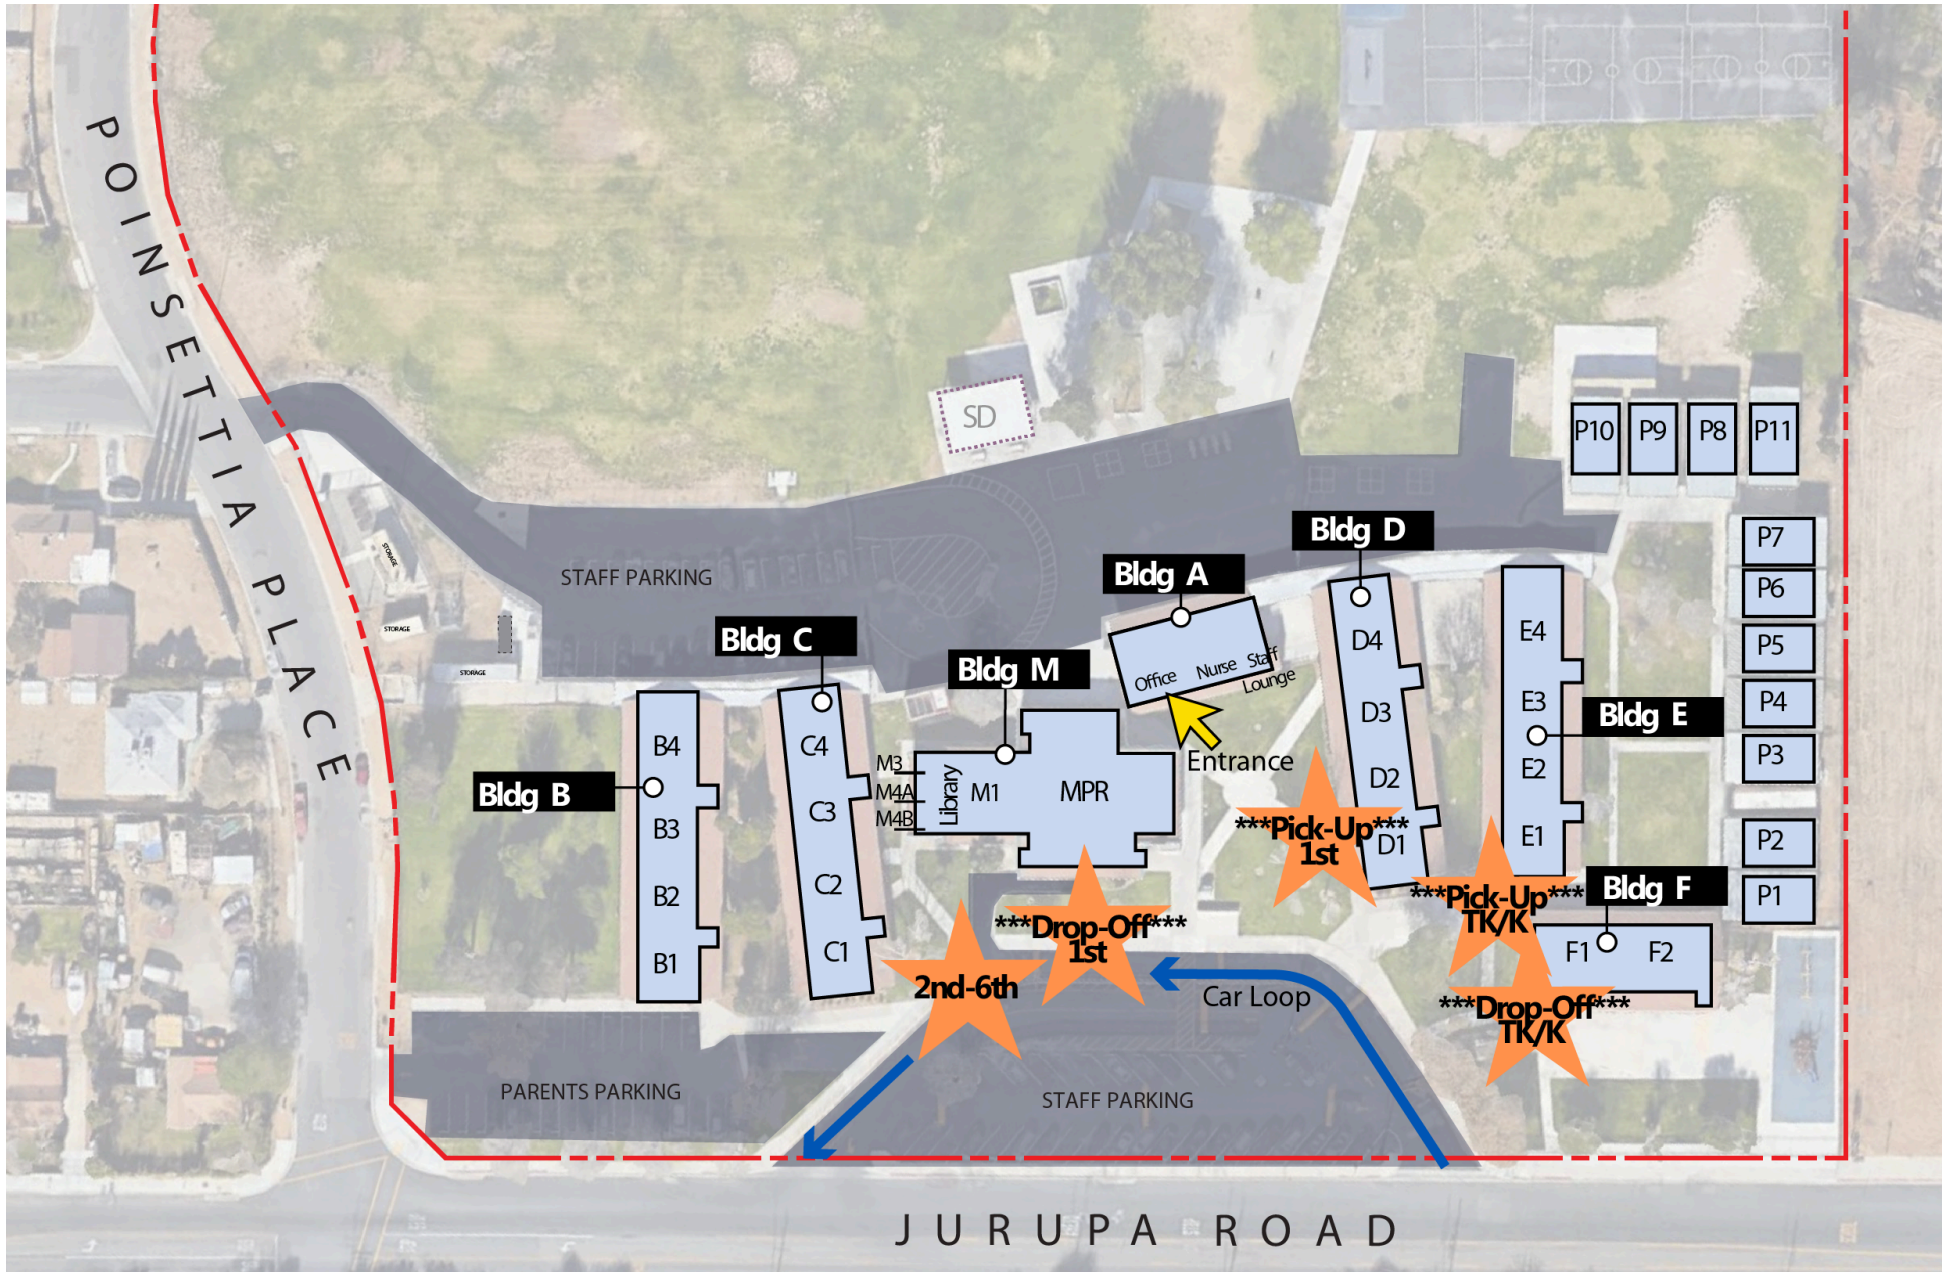 POINSETTIA PLACE
SD
P10
P9
P8
P11
P7
P6
P5
P4
P3
P2
P1
STORAGE
STORAGE
STORAGE
STAFF PARKING
Bldg A
Bldg D
Bldg C
Bldg M
Bldg B
Bldg E
Bldg F
Office
Nurse
Staff
Lounge
Entrance
B4
B3
B2
B1
C4
C3
C2
C1
M3
M4A
M4B
Library
M1
MPR
D4
D3
D2
D1
E4
E3
E2
E1
F1
F2
***Pick-Up***
1st
***Pick-Up***
TK/K
***Drop-Off***
1st
2nd-6th
***Drop-Off***
TK/K
Car Loop
PARENTS PARKING
STAFF PARKING
JURUPA ROAD